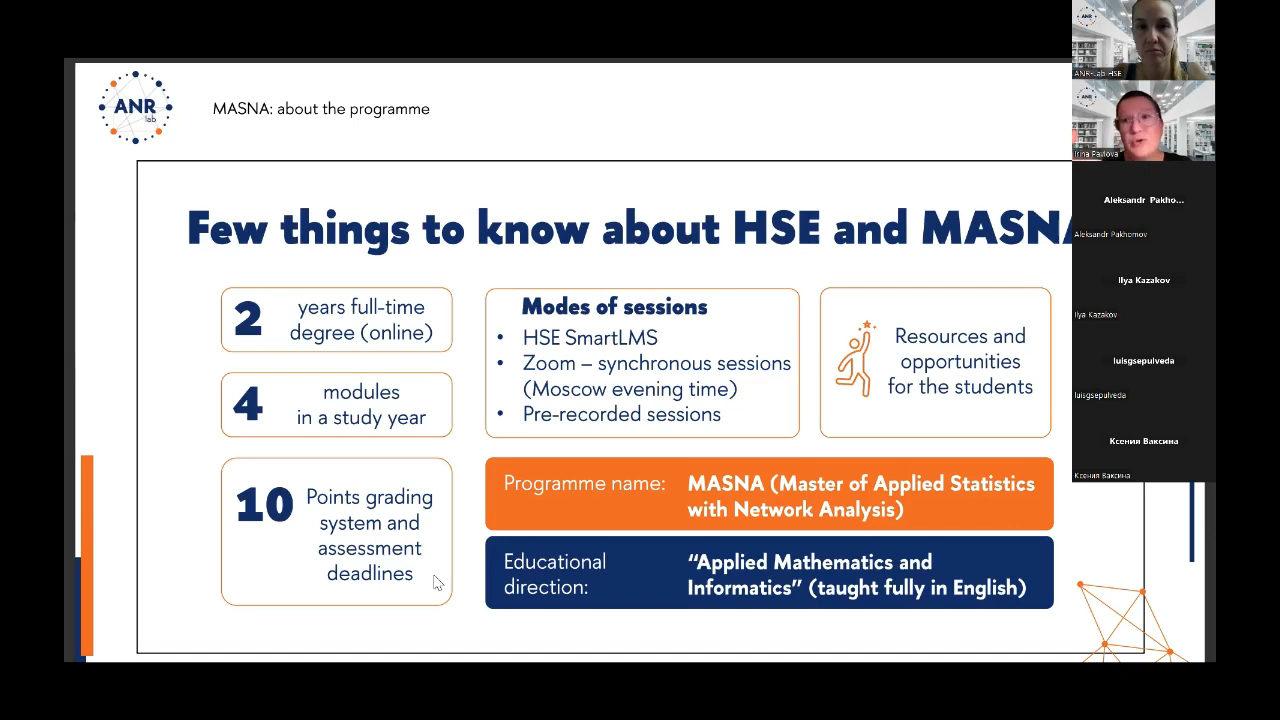 ANR
lab
MASNA: about the programme
Few things to know about HSE and MASNA
2
years full-time
degree (online)
4
modules
in a study year
10
Points grading
system and
assessment
deadlines
Modes of sessions
• HSE SmartLMS
• Zoom – synchronous sessions
(Moscow evening time)
• Pre-recorded sessions
Resources and
opportunities
for the students
Programme name:
MASNA (Master of Applied Statistics
with Network Analysis)
Educational
direction:
“Applied Mathematics and
Informatics” (taught fully in English)
ANR
ANR-Lab HSE
ANR
Irina Pavlova
Aleksandr Pakho...
Aleksandr Pakhomov
Ilya Kazakov
Ilya Kazakov
luisgsepulveda
luisgsepulveda
Ксения Ваксина
Ксения Ваксина